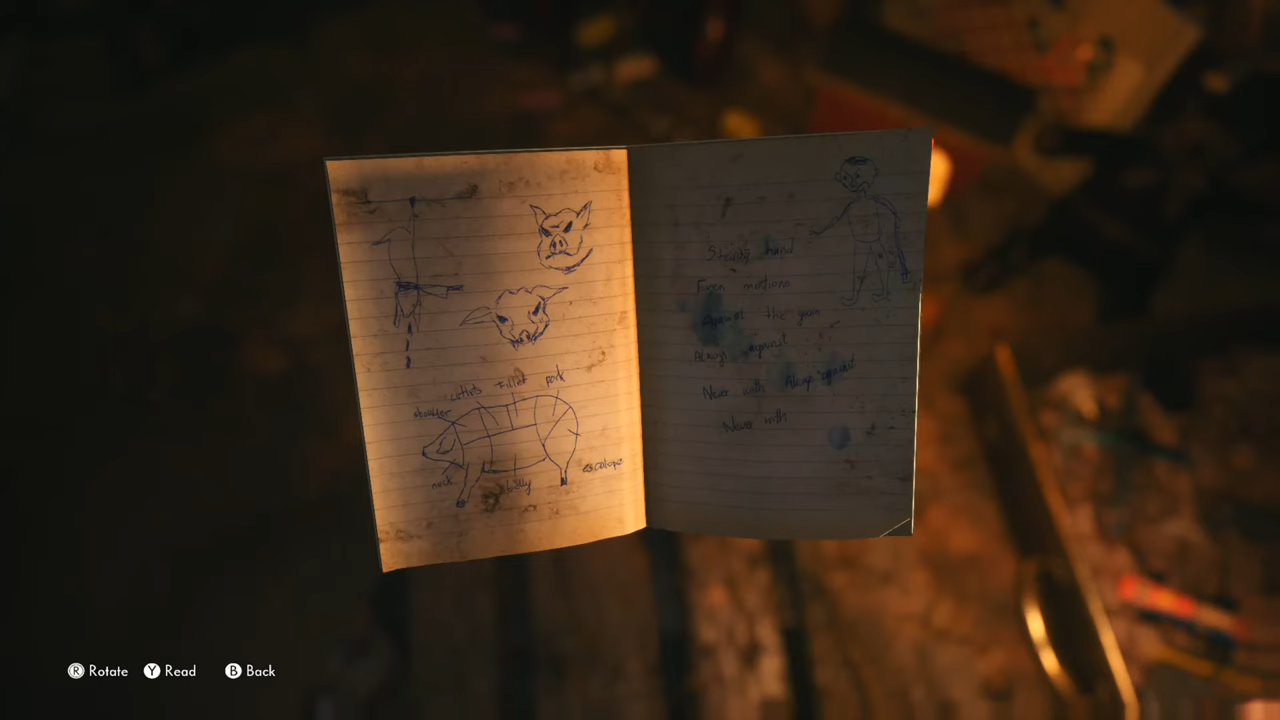 cutlets Fillet pork
shoulder
neck
belly
escalope
Steady hand
Even motions
Against the grain
Always against
Never with Always against
Never with
Rotate
Read
Back
R
Y
B